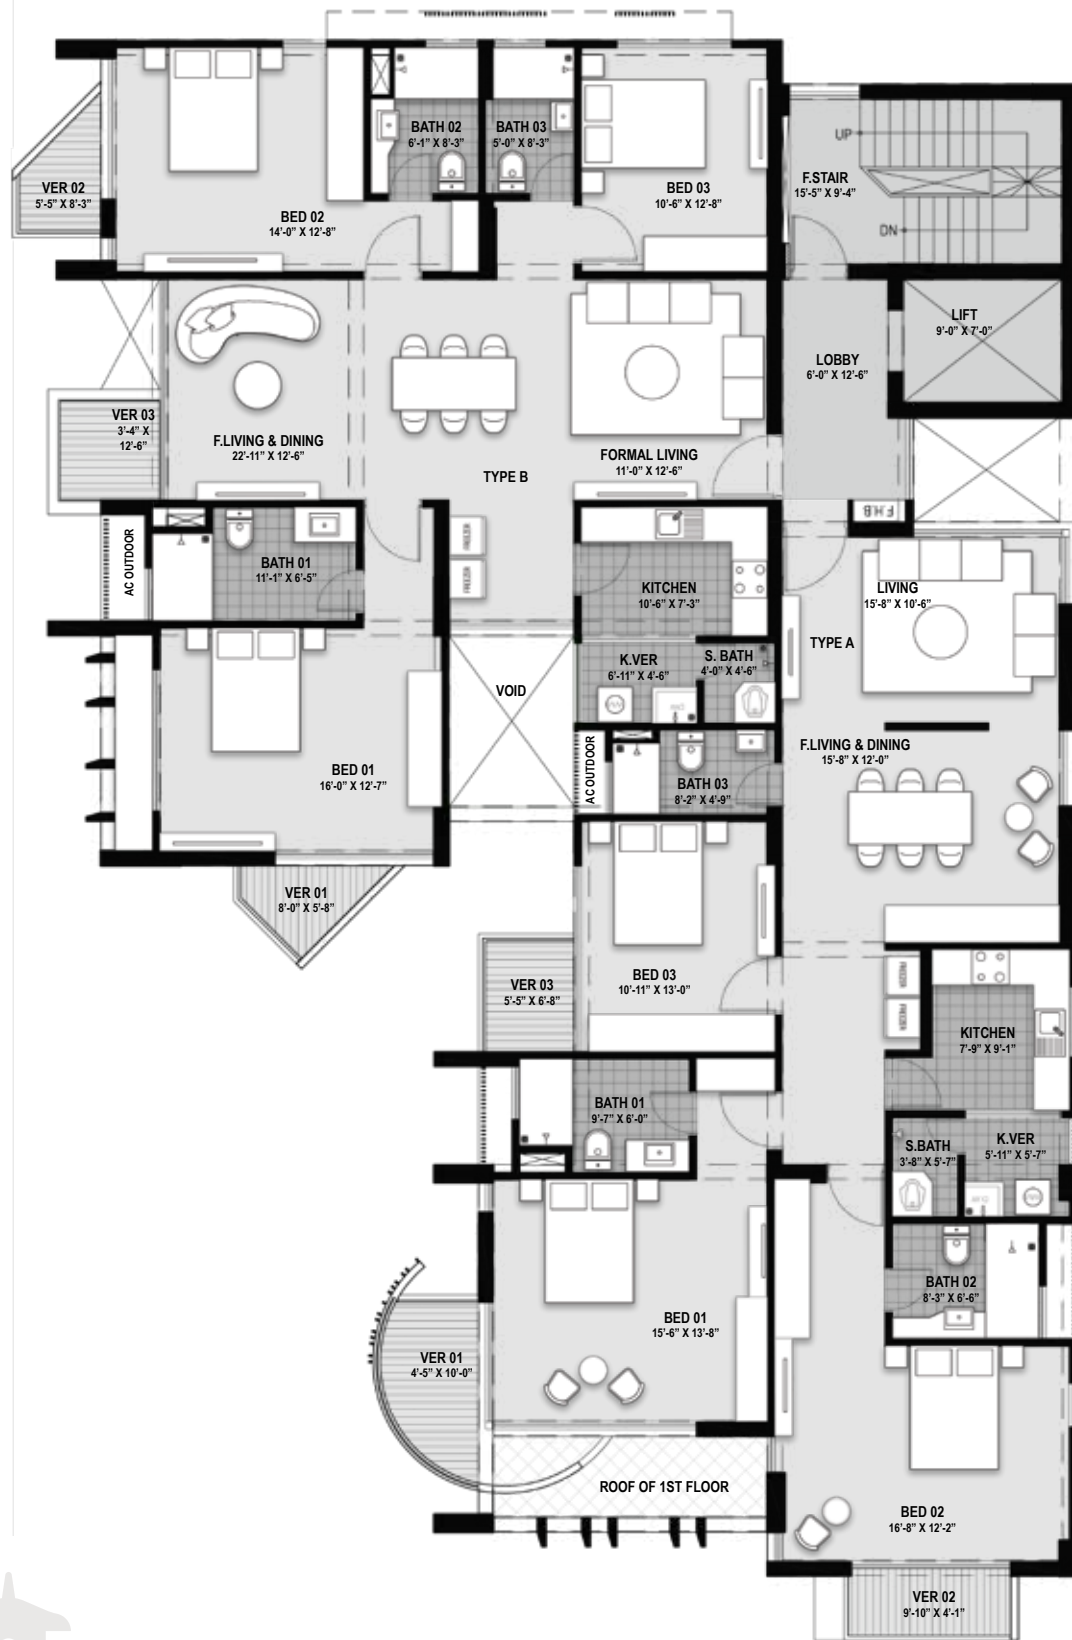 BATH 02
6'-1" X 8'-3"
BATH 03
5'-0" X 8'-3"
UP
F.STAIR
15'-5" X 9'-4"
VER 02
5'-5" X 8'-3"
BED 02
14'-0" X 12'-8"
BED 03
10'-6" X 12'-8"
DN
LIFT
9'-0" X 7'-0"
LOBBY
6'-0" X 12'-6"
VER 03
3'-4" X
12'-6"
F.LIVING & DINING
22'-11" X 12'-6"
TYPE B
FORMAL LIVING
11'-0" X 12'-6"
F.H.B
AC OUTDOOR
BATH 01
11'-1" X 6'-5"
FREEZER
FREEZER
KITCHEN
10'-6" X 7'-3"
LIVING
15'-8" X 10'-6"
TYPE A
K.VER
6'-11" X 4'-6"
S. BATH
4'-0" X 4'-6"
WM
DW
VOID
BED 01
16'-0" X 12'-7"
AC OUTDOOR
BATH 03
8'-2" X 4'-9"
F.LIVING & DINING
15'-8" X 12'-0"
VER 01
8'-0" X 5'-8"
VER 03
5'-5" X 6'-8"
BED 03
10'-11" X 13'-0"
FREEZER
FREEZER
KITCHEN
7'-9" X 9'-1"
BATH 01
9'-7" X 6'-0"
S.BATH
3'-8" X 5'-7"
K.VER
5'-11" X 5'-7"
DW
WM
BATH 02
8'-3" X 6'-6"
BED 01
15'-6" X 13'-8"
VER 01
4'-5" X 10'-0"
ROOF OF 1ST FLOOR
BED 02
16'-8" X 12'-2"
VER 02
9'-10" X 4'-1"